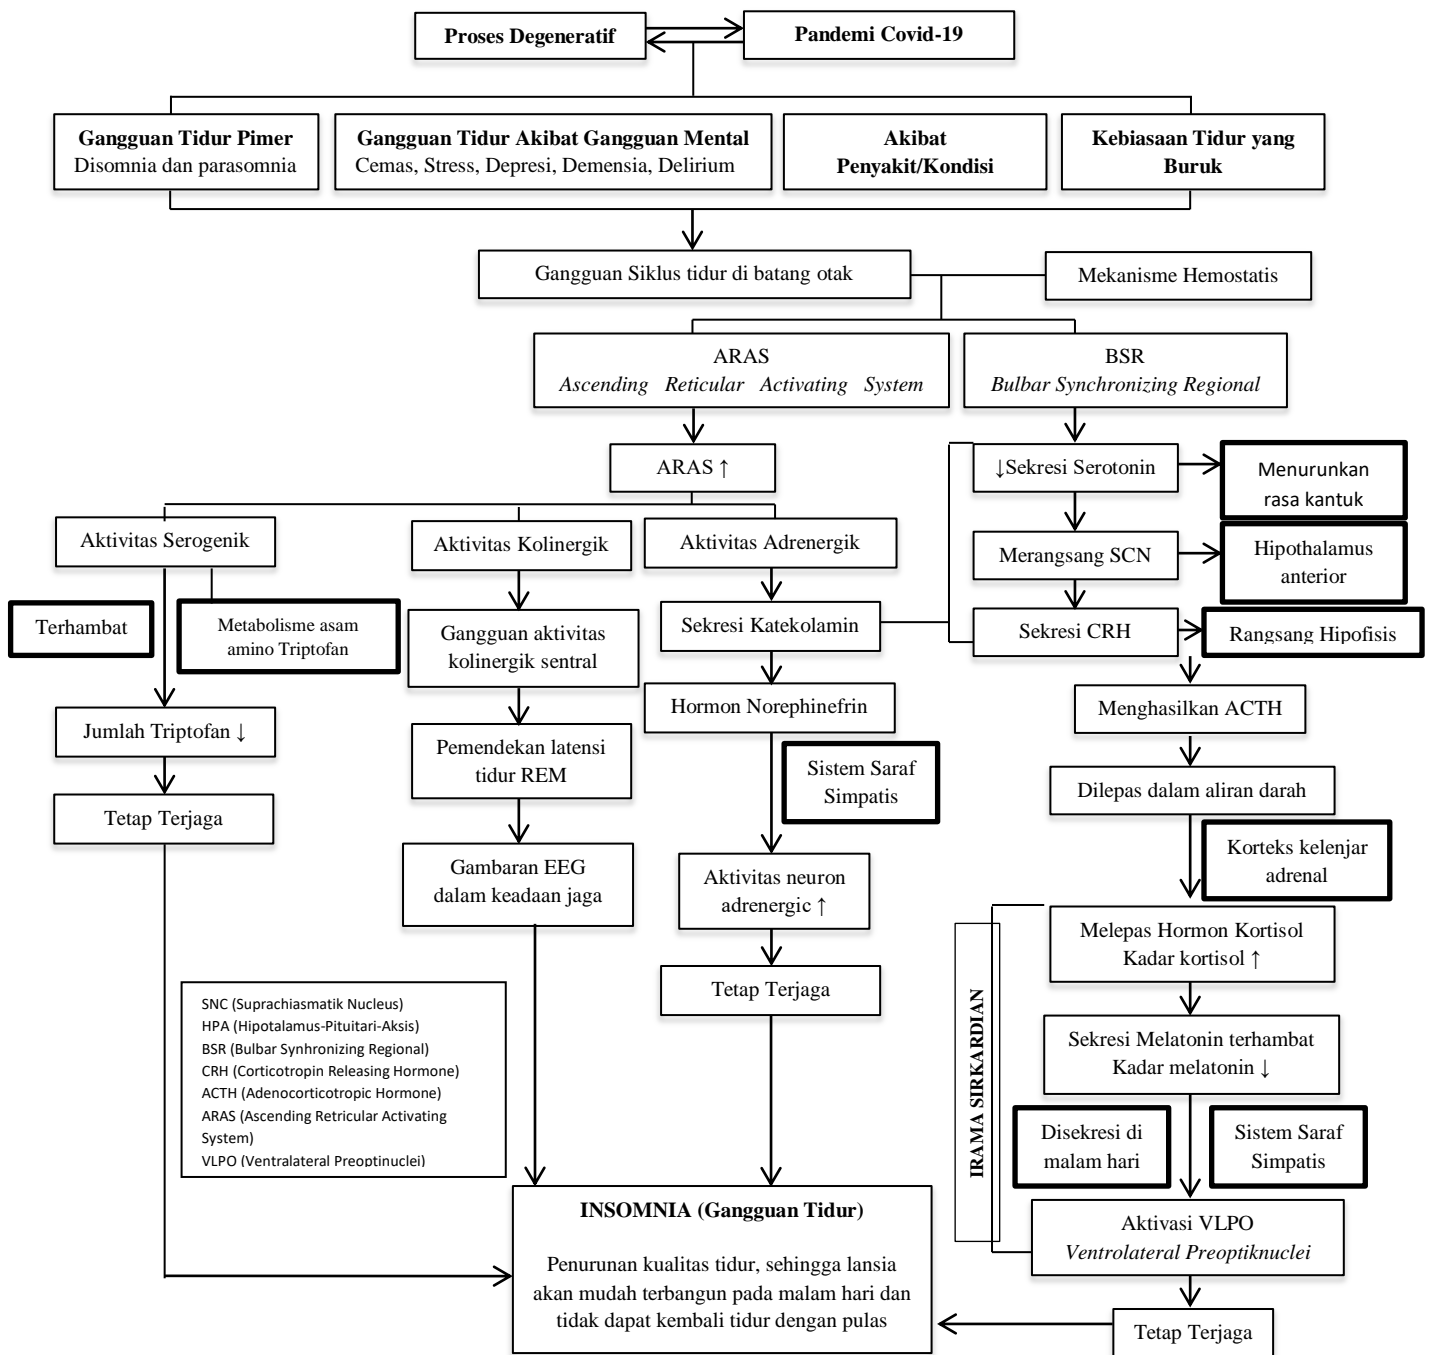 Proses Degeneratif
Pandemi Covid-19
Gangguan Tidur Pimer
Disomnia dan parasomnia
Gangguan Tidur Akibat Gangguan Mental
Cemas, Stress, Depresi, Demensia, Delirium
Akibat
Penyakit/Kondisi
Kebiasaan Tidur yang
Buruk
Gangguan Siklus tidur di batang otak
Mekanisme Hemostatis
ARAS
Ascending Reticular Activating System
BSR
Bulbar Synchronizing Regional
ARAS ↑
↓Sekresi Serotonin
Menurunkan
rasa kantuk
Aktivitas Serogenik
Aktivitas Kolinergik
Aktivitas Adrenergik
Merangsang SCN
Hipothalamus
anterior
Terhambat
Metabolisme asam
amino Triptofan
Gangguan aktivitas
kolinergik sentral
Sekresi Katekolamin
Sekresi CRH
Rangsang Hipofisis
Jumlah Triptofan ↓
Pemendekan latensi
tidur REM
Hormon Norephinefrin
Menghasilkan ACTH
Sistem Saraf
Simpatis
Dilepas dalam aliran darah
Tetap Terjaga
Gambaran EEG
dalam keadaan jaga
Aktivitas neuron
adrenergic ↑
Korteks kelenjar
adrenal
Melepas Hormon Kortisol
Kadar kortisol ↑
Tetap Terjaga
SNC (Suprachiasmatik Nucleus)
HPA (Hipotalamus-Pituitari-Aksis)
BSR (Bulbar Synhronizing Regional)
CRH (Corticotropin Releasing Hormone)
ACTH (Adenocorticotropic Hormone)
ARAS (Ascending Retricular Activating
System)
VLPO (Ventralateral Preoptinuclei)
IRAMA SIRKARDIAN
Sekresi Melatonin terhambat
Kadar melatonin ↓
Disekresi di
malam hari
Sistem Saraf
Simpatis
Aktivasi VLPO
Ventrolateral Preoptiknuclei
INSOMNIA (Gangguan Tidur)
Penurunan kualitas tidur, sehingga lansia
akan mudah terbangun pada malam hari dan
tidak dapat kembali tidur dengan pulas
Tetap Terjaga